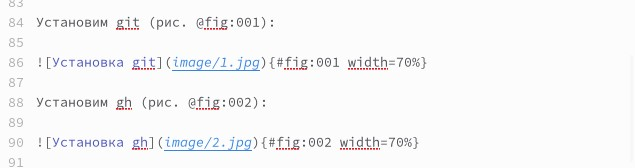 83
84 Установим git (рис. @fig:001):
85
86 ![Установка git](image/1.jpg){#fig:001 width=70%}
87
88 Установим gh (рис. @fig:002):
89
90 ![Установка gh](image/2.jpg){#fig:002 width=70%}
91